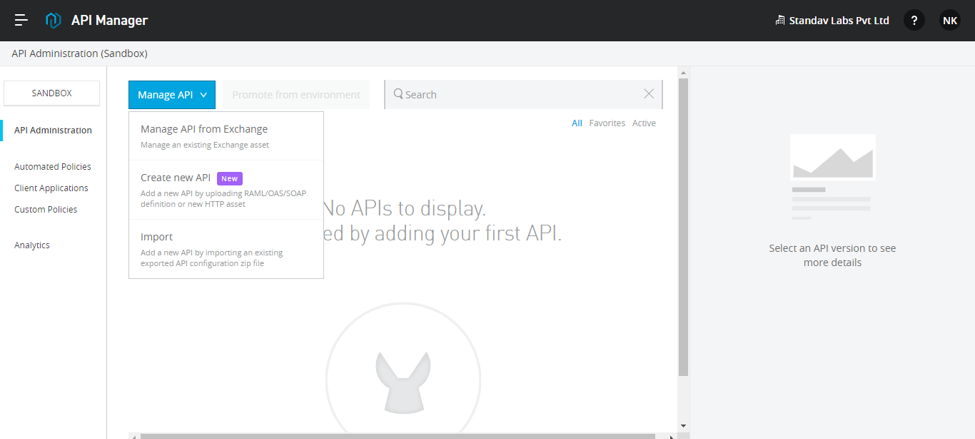 API Manager
Standav Labs Pvt Ltd
?
NK
API Administration (Sandbox)
SANDBOX
API Administration
Automated Policies
Client Applications
Custom Policies
Analytics
Manage API
Promote from environment
Search
All Favorites Active
Manage API from Exchange
Manage an existing Exchange asset
Create new API New
Add a new API by uploading RAML/OAS/SOAP
definition or new HTTP asset
Import
Add a new API by importing an existing
exported API configuration zip file
No APIs to display.
ed by adding your first API.
Select an API version to see
more details